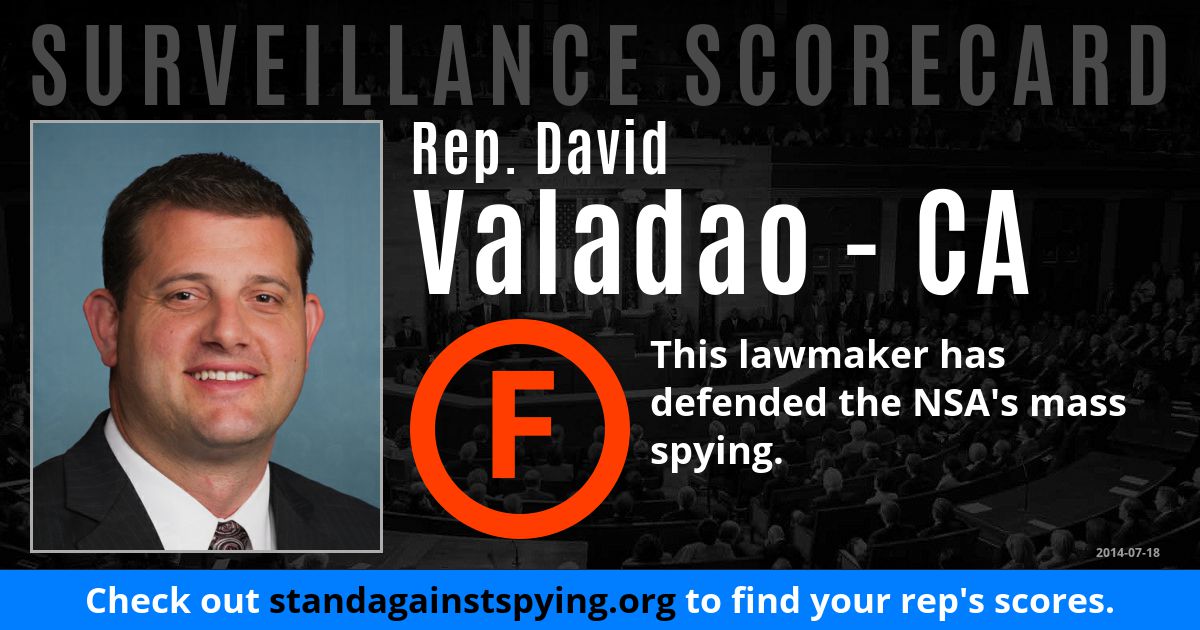 SURVEILLANCE SCORECARD
Rep. David
Valadao - CA
F
This lawmaker has
defended the NSA's mass
spying.
2014-07-18
Check out standagainstspying.org to find your rep's scores.